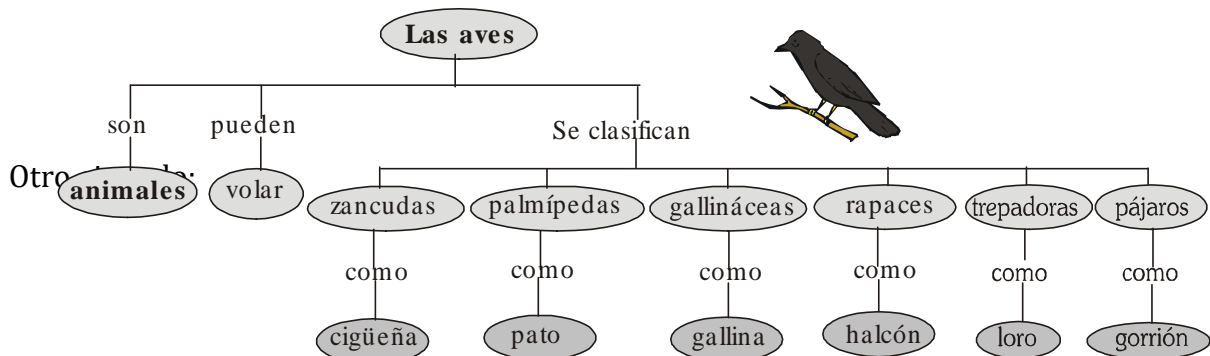 Las aves
son pueden Se clasifican
Otro
animales volar
zancudas palmípedas gallináceas rapaces trepadoras pájaros
como como como como como como
cigüeña pato gallina halcón loro gorrión